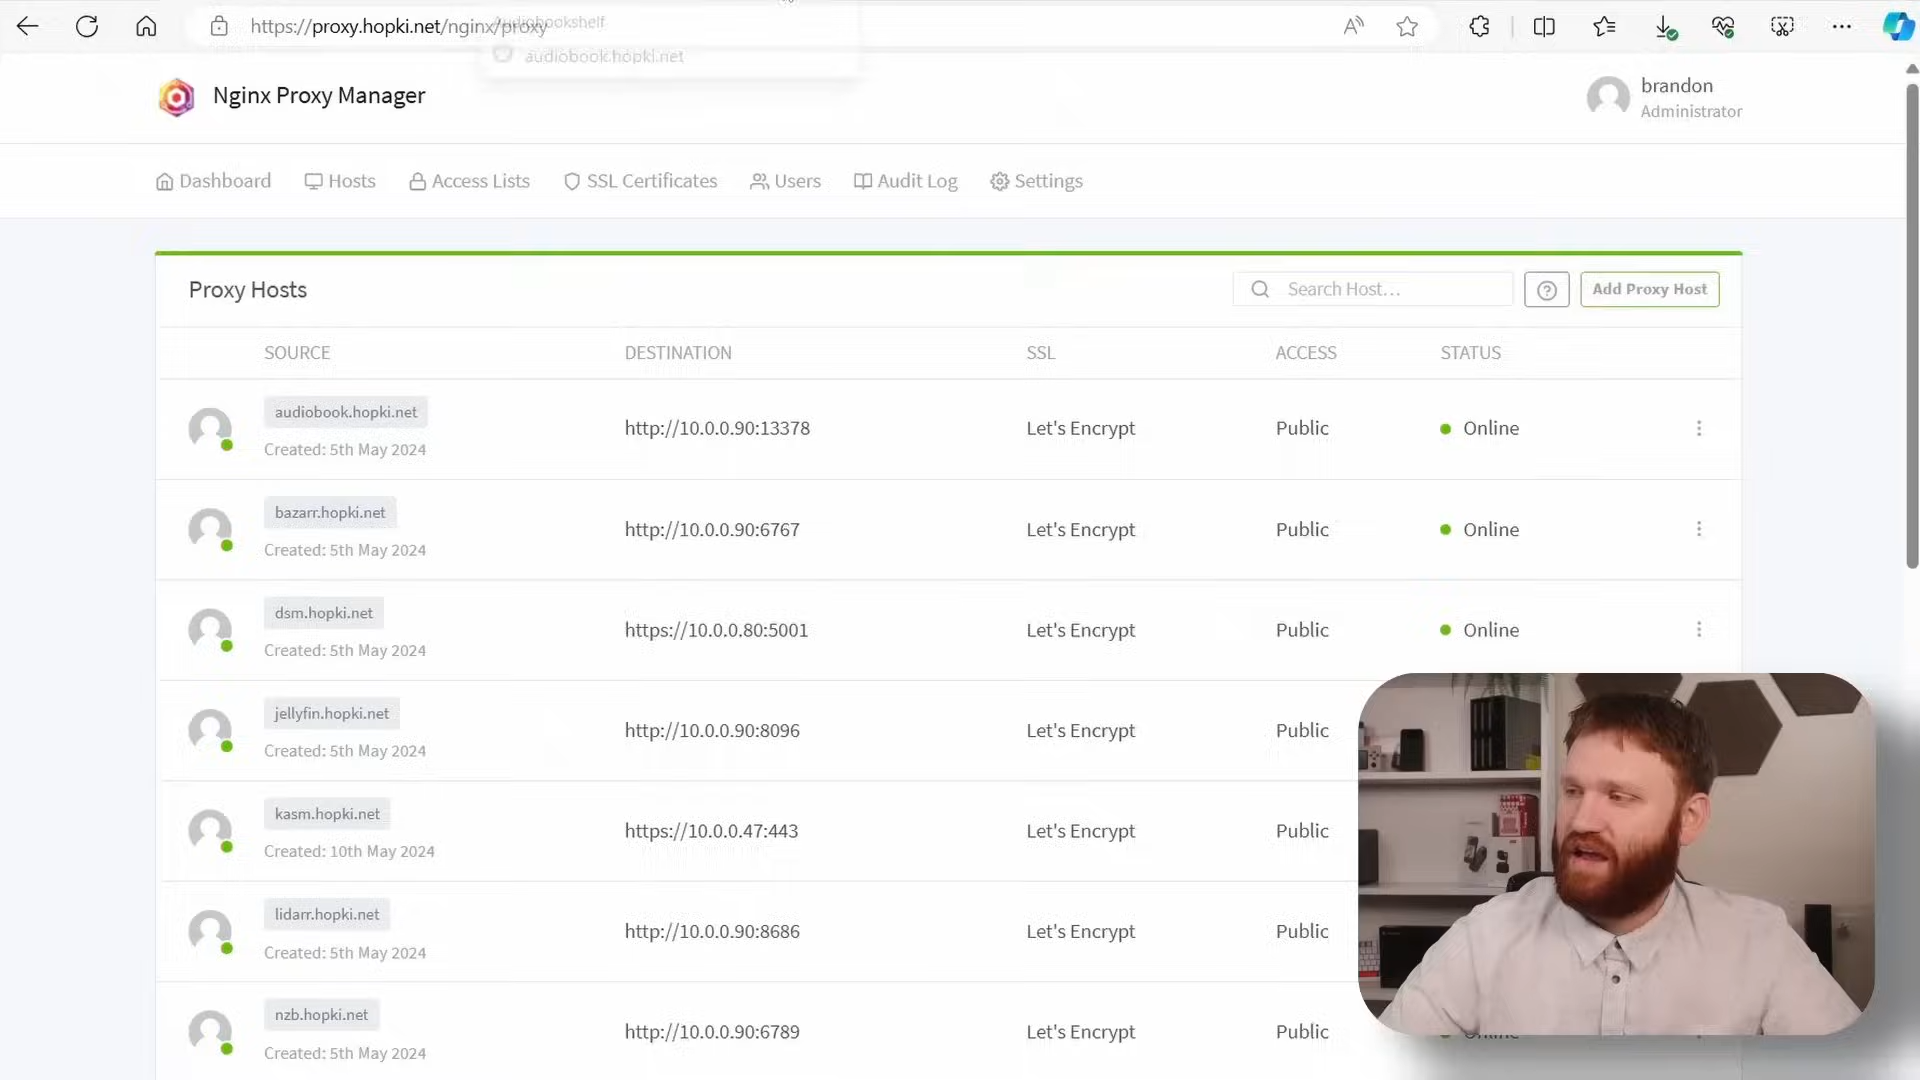 https://proxy.hopki.net/nginx/proxy
Audiobookshelf
audiobook.hopki.net
Nginx Proxy Manager
brandon
Administrator
Dashboard
Hosts
Access Lists
SSL Certificates
Users
Audit Log
Settings
Proxy Hosts
Search Host...
Add Proxy Host
SOURCE
DESTINATION
SSL
ACCESS
STATUS
audiobook.hopki.net
Created: 5th May 2024
http://10.0.0.90:13378
Let's Encrypt
Public
Online
bazarr.hopki.net
Created: 5th May 2024
http://10.0.0.90:6767
Let's Encrypt
Public
Online
dsm.hopki.net
Created: 5th May 2024
https://10.0.0.80:5001
Let's Encrypt
Public
Online
jellyfin.hopki.net
Created: 5th May 2024
http://10.0.0.90:8096
Let's Encrypt
Public
kasm.hopki.net
Created: 10th May 2024
https://10.0.0.47:443
Let's Encrypt
Public
lidarr.hopki.net
Created: 5th May 2024
http://10.0.0.90:8686
Let's Encrypt
Public
nzb.hopki.net
Created: 5th May 2024
http://10.0.0.90:6789
Let's Encrypt
Public
Online